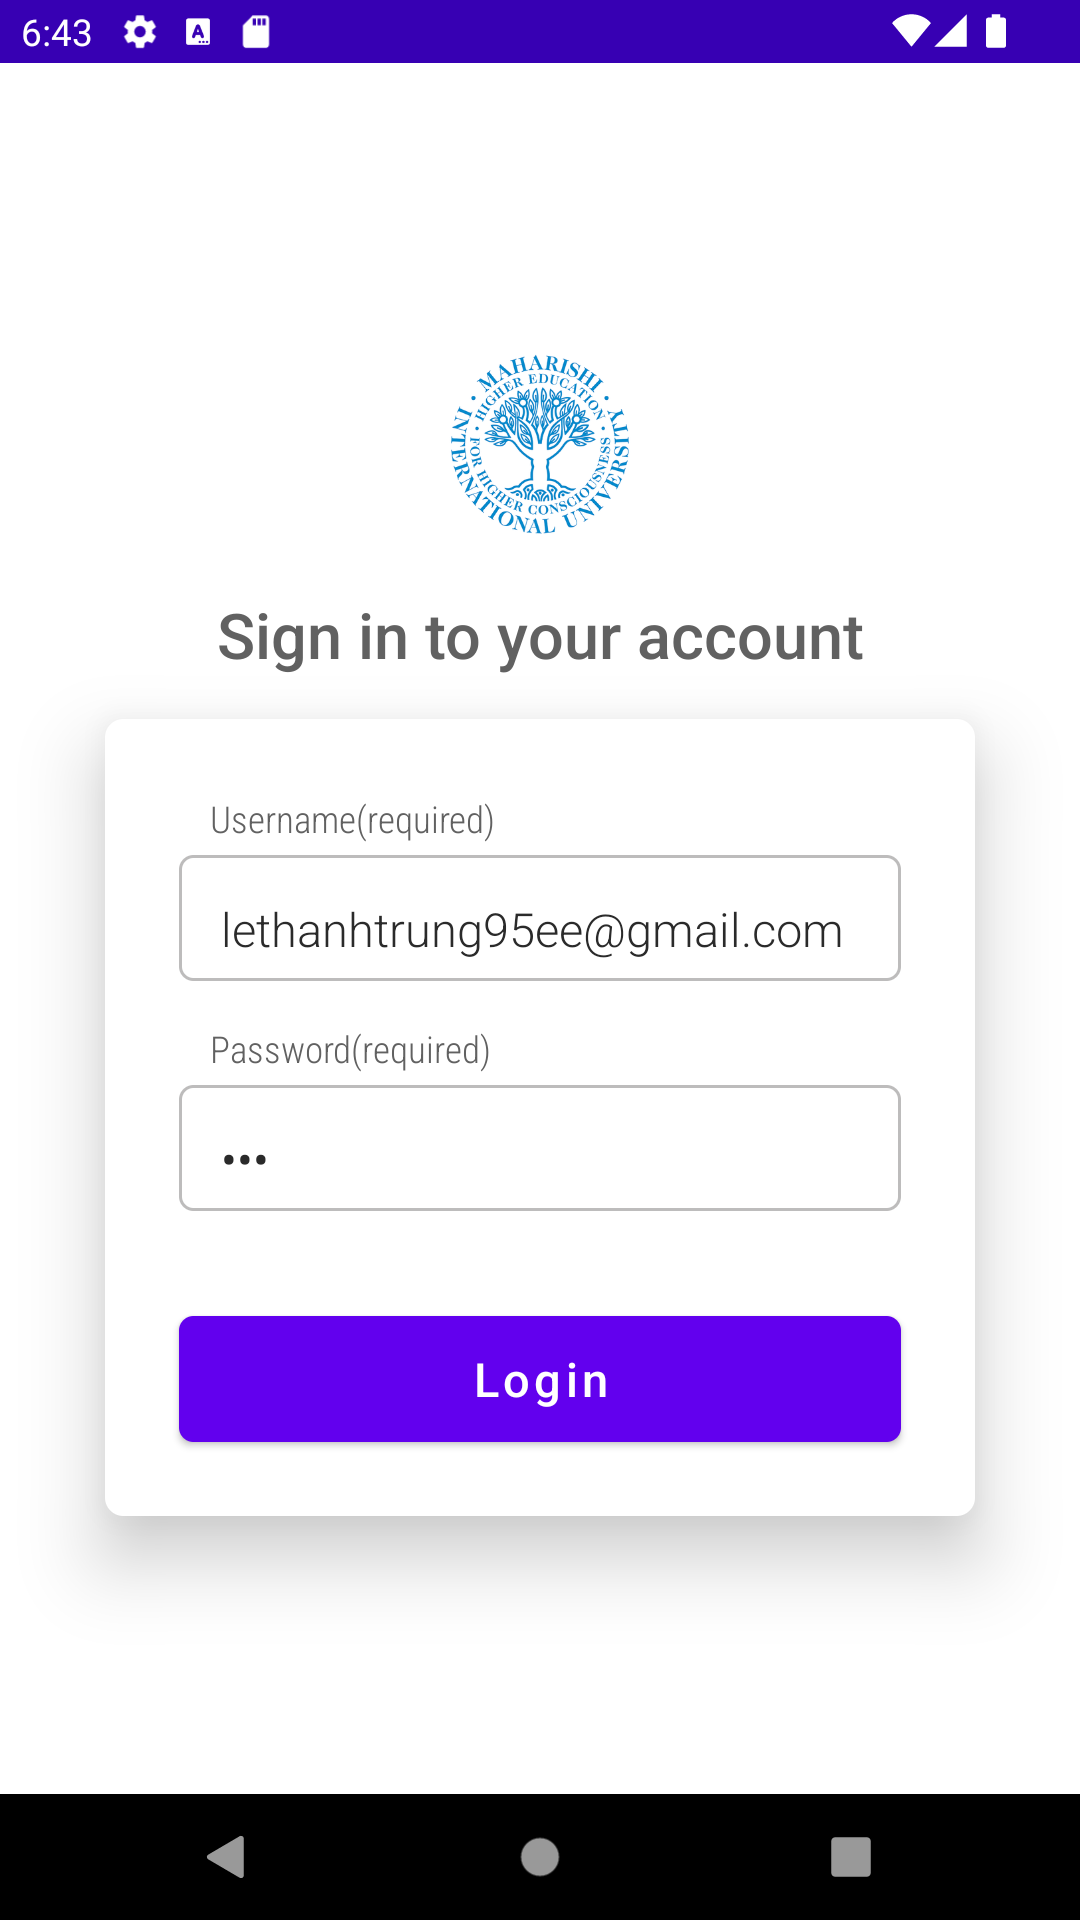 6:43
MAHARISHI INTERNATIONAL UNIVERSITY
HIGHER EDUCATION FOR HIGHER CONSCIOUSNESS
Sign in to your account
Username(required)
lethanhtrung95ee@gmail.com
Password(required)
•••
Login